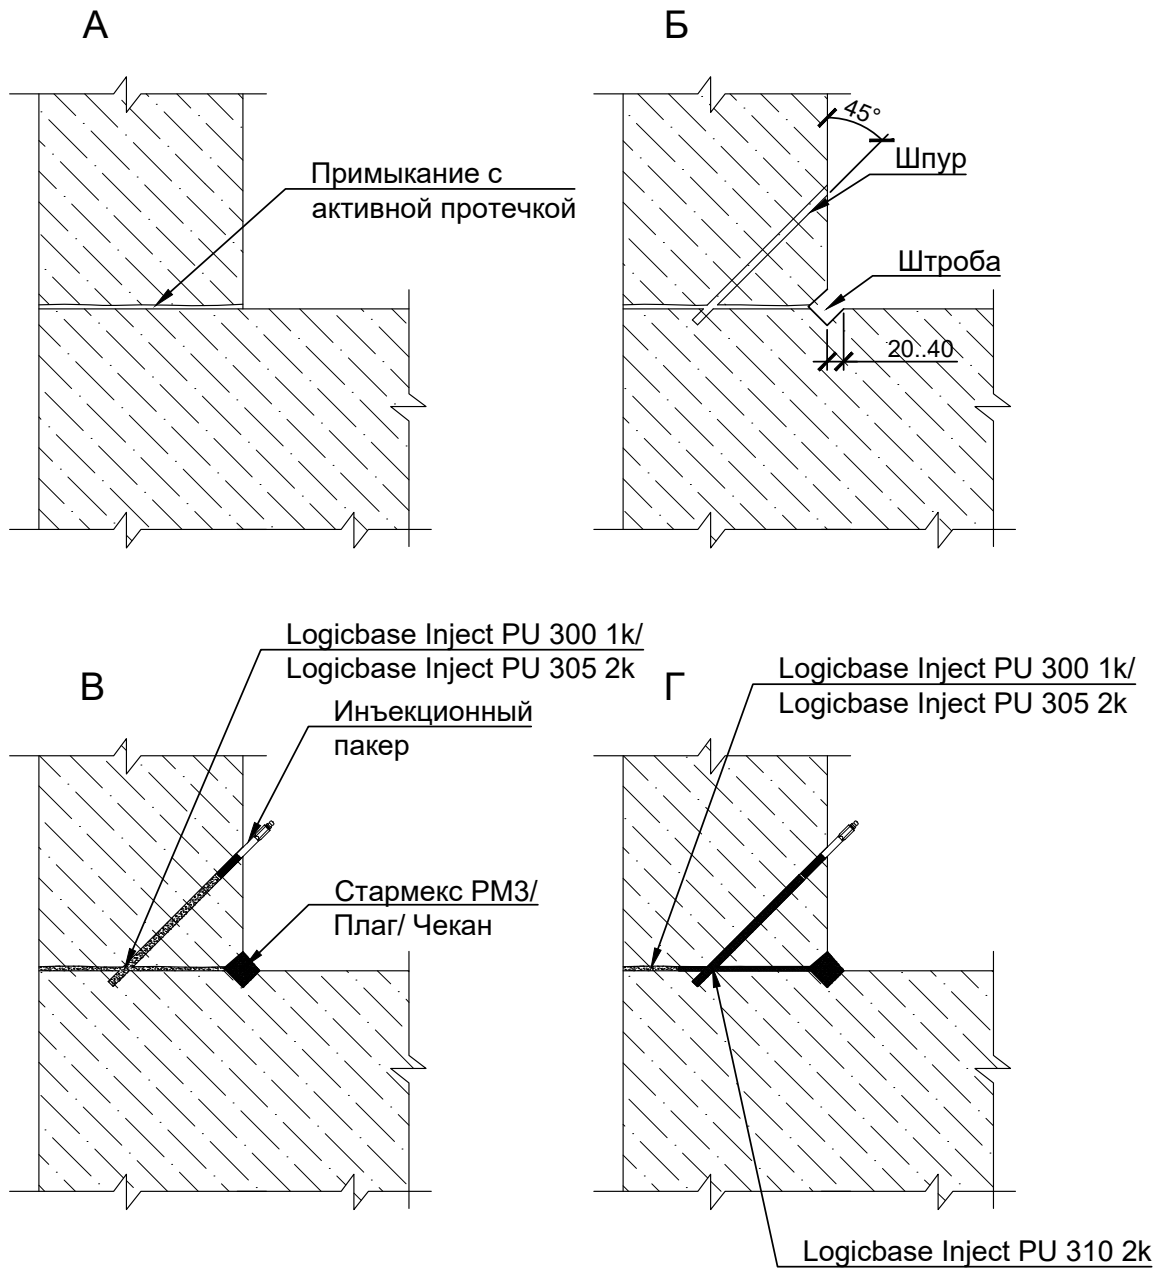 А
Примыкание с
активной протечкой
Б
45°
Шпур
Штроба
20..40
В
Logicbase Inject PU 300 1k/
Logicbase Inject PU 305 2k
Инъекционный
пакер
Стармекс РМ3/
Плаг/ Чекан
Г
Logicbase Inject PU 300 1k/
Logicbase Inject PU 305 2k
Logicbase Inject PU 310 2k